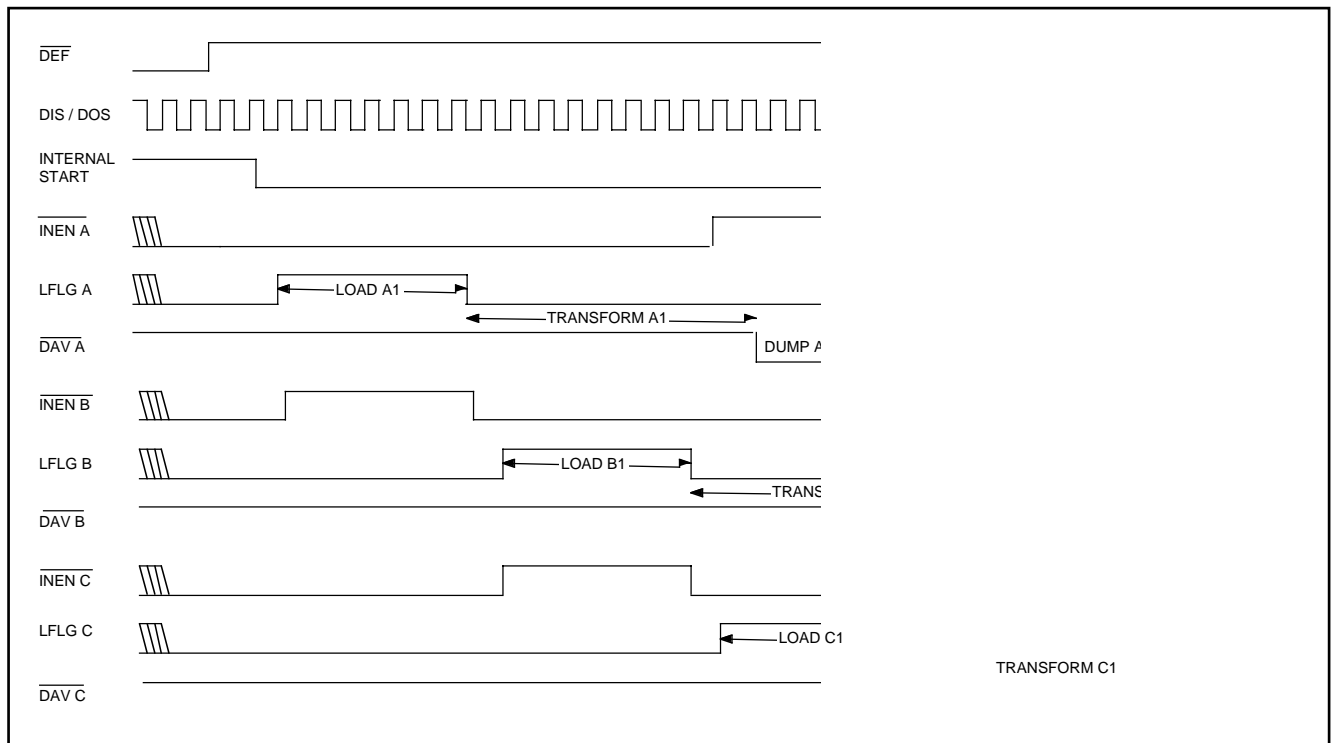 DEF
DIS / DOS
INTERNAL
START
INEN A
LFLG A
LOAD A1
TRANSFORM A1
DAV A
DUMP A
INEN B
LFLG B
LOAD B1
TRANS
DAV B
INEN C
LFLG C
LOAD C1
TRANSFORM C1
DAV C